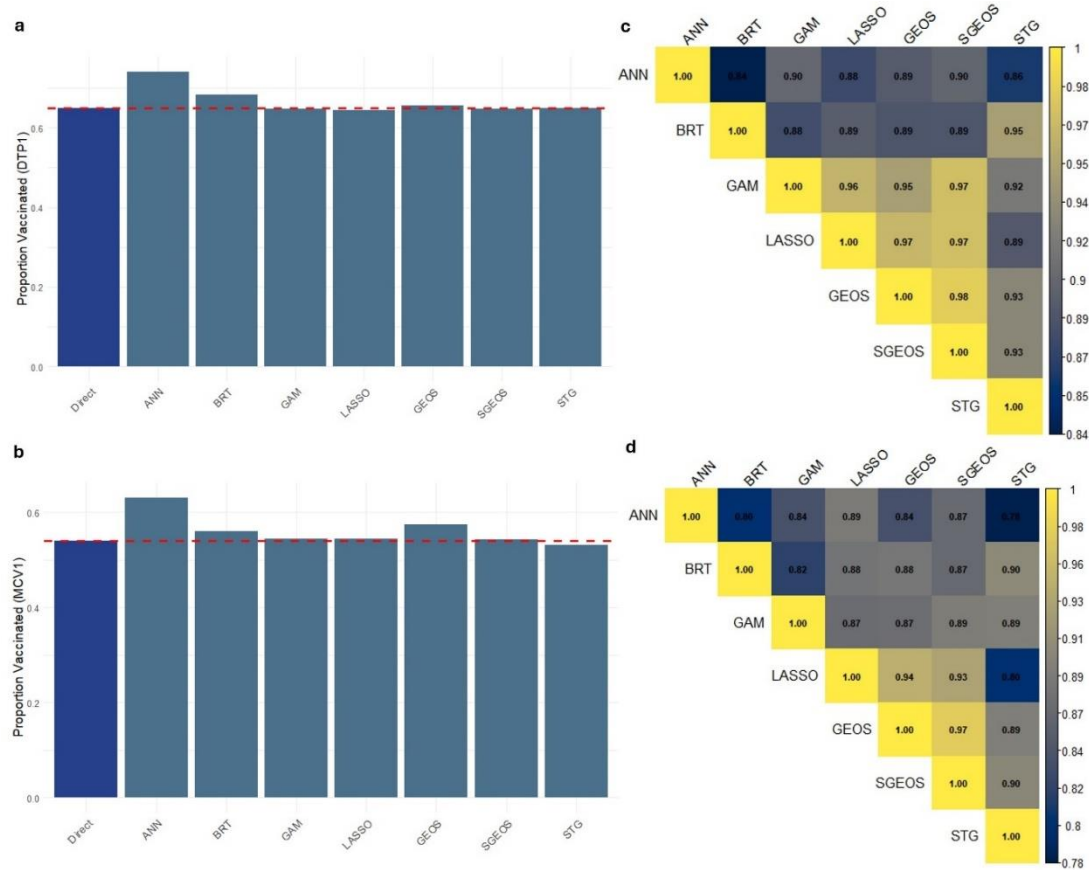 a
Proportion Vaccinated (DTP1)
0.6
0.4
0.2
0.0
Direct
ANN
BRT
GAM
LASSO
GEOS
SGEOS
STG
b
Proportion Vaccinated (MCV1)
0.6
0.4
0.2
0.0
Direct
ANN
BRT
GAM
LASSO
GEOS
SGEOS
STG
c
ANN BRT GAM LASSO GEOS SGEOS STG
ANN 1.00 0.84 0.90 0.88 0.89 0.90 0.86
BRT 1.00 0.88 0.89 0.89 0.89 0.95
GAM 1.00 0.96 0.95 0.97 0.92
LASSO 1.00 0.97 0.97 0.89
GEOS 1.00 0.98 0.93
SGEOS 1.00 0.93
STG 1.00
1
0.98
0.97
0.95
0.94
0.92
0.9
0.89
0.87
0.85
0.84
d
ANN BRT GAM LASSO GEOS SGEOS STG
ANN 1.00 0.80 0.84 0.89 0.84 0.87 0.78
BRT 1.00 0.82 0.88 0.88 0.87 0.90
GAM 1.00 0.87 0.87 0.89 0.89
LASSO 1.00 0.94 0.93 0.80
GEOS 1.00 0.97 0.89
SGEOS 1.00 0.90
STG 1.00
1
0.98
0.96
0.93
0.91
0.89
0.87
0.84
0.82
0.8
0.78